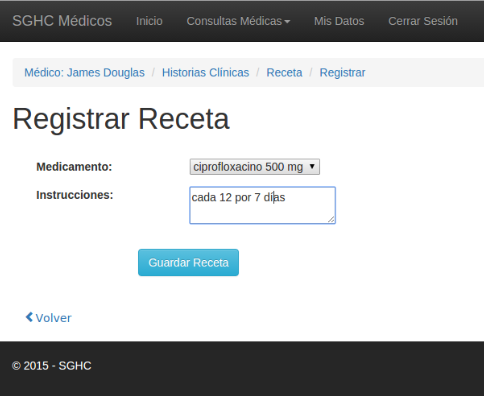 SGHC Médicos Inicio Consultas Médicas Mis Datos Cerrar Sesión
Médico: James Douglas / Historias Clínicas / Receta / Registrar
Registrar Receta
Medicamento: ciprofloxacino 500 mg
Instrucciones: cada 12 por 7 días
Guardar Receta
Volver
© 2015 - SGHC